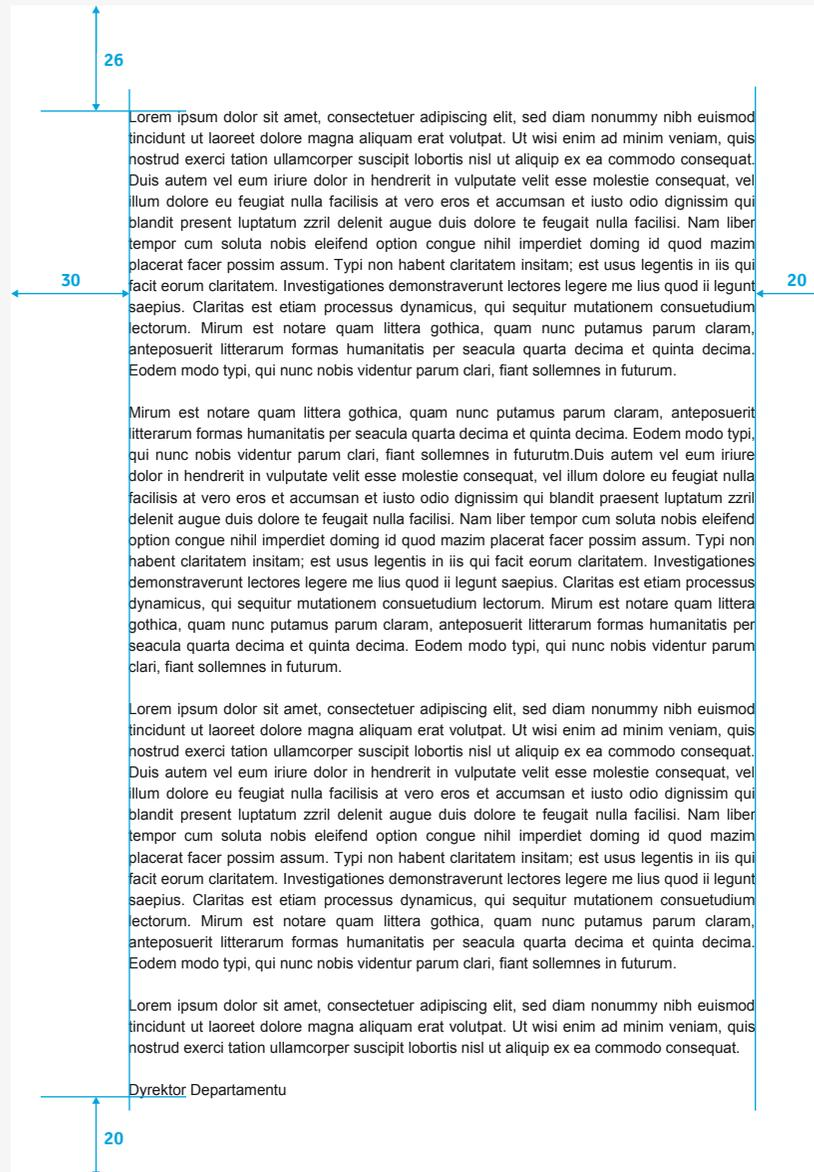 26
Lorem ipsum dolor sit amet, consectetuer adipiscing elit, sed diam nonummy nibh euismod
tincidunt ut laoreet dolore magna aliquam erat volutpat. Ut wisi enim ad minim veniam, quis
nostrud exerci tation ullamcorper suscipit lobortis nisl ut aliquip ex ea commodo consequat.
Duis autem vel eum iriure dolor in hendrerit in vulputate velit esse molestie consequat, vel
illum dolore eu feugiat nulla facilisis at vero eros et accumsan et iusto odio dignissim qui
blandit present luptatum zzril delenit augue duis dolore te feugait nulla facilisi. Nam liber
tempor cum soluta nobis eleifend option congue nihil imperdiet doming id quod mazim
placerat facer possim assum. Typi non habent claritatem insitam; est usus legentis in iis qui
30
20
facit eorum claritatem. Investigationes demonstraverunt lectores legere me lius quod ii legunt
saepius. Claritas est etiam processus dynamicus, qui sequitur mutationem consuetudium
lectorum. Mirum est notare quam littera gothica, quam nunc putamus parum claram,
anteposuerit litterarum formas humanitatis per seacula quarta decima et quinta decima.
Eodem modo typi, qui nunc nobis videntur parum clari, fiant sollemnes in futurum.
Mirum est notare quam littera gothica, quam nunc putamus parum claram, anteposuerit
litterarum formas humanitatis per seacula quarta decima et quinta decima. Eodem modo typi,
qui nunc nobis videntur parum clari, fiant sollemnes in futurutm.Duis autem vel eum iriure
dolor in hendrerit in vulputate velit esse molestie consequat, vel illum dolore eu feugiat nulla
facilisis at vero eros et accumsan et iusto odio dignissim qui blandit praesent luptatum zzril
delenit augue duis dolore te feugait nulla facilisi. Nam liber tempor cum soluta nobis eleifend
option congue nihil imperdiet doming id quod mazim placerat facer possim assum. Typi non
habent claritatem insitam; est usus legentis in iis qui facit eorum claritatem. Investigationes
demonstraverunt lectores legere me lius quod ii legunt saepius. Claritas est etiam processus
dynamicus, qui sequitur mutationem consuetudium lectorum. Mirum est notare quam littera
gothica, quam nunc putamus parum claram, anteposuerit litterarum formas humanitatis per
seacula quarta decima et quinta decima. Eodem modo typi, qui nunc nobis videntur parum
clari, fiant sollemnes in futurum.
Lorem ipsum dolor sit amet, consectetuer adipiscing elit, sed diam nonummy nibh euismod
tincidunt ut laoreet dolore magna aliquam erat volutpat. Ut wisi enim ad minim veniam, quis
nostrud exerci tation ullamcorper suscipit lobortis nisl ut aliquip ex ea commodo consequat.
Duis autem vel eum iriure dolor in hendrerit in vulputate velit esse molestie consequat, vel
illum dolore eu feugiat nulla facilisis at vero eros et accumsan et iusto odio dignissim qui
blandit present luptatum zzril delenit augue duis dolore te feugait nulla facilisi. Nam liber
tempor cum soluta nobis eleifend option congue nihil imperdiet doming id quod mazim
placerat facer possim assum. Typi non habent claritatem insitam; est usus legentis in iis qui
facit eorum claritatem. Investigationes demonstraverunt lectores legere me lius quod ii legunt
saepius. Claritas est etiam processus dynamicus, qui sequitur mutationem consuetudium
lectorum. Mirum est notare quam littera gothica, quam nunc putamus parum claram,
anteposuerit litterarum formas humanitatis per seacula quarta decima et quinta decima.
Eodem modo typi, qui nunc nobis videntur parum clari, fiant sollemnes in futurum.
Lorem ipsum dolor sit amet, consectetuer adipiscing elit, sed diam nonummy nibh euismod
tincidunt ut laoreet dolore magna aliquam erat volutpat. Ut wisi enim ad minim veniam, quis
nostrud exerci tation ullamcorper suscipit lobortis nisl ut aliquip ex ea commodo consequat.
Dyrektor Departamentu
20